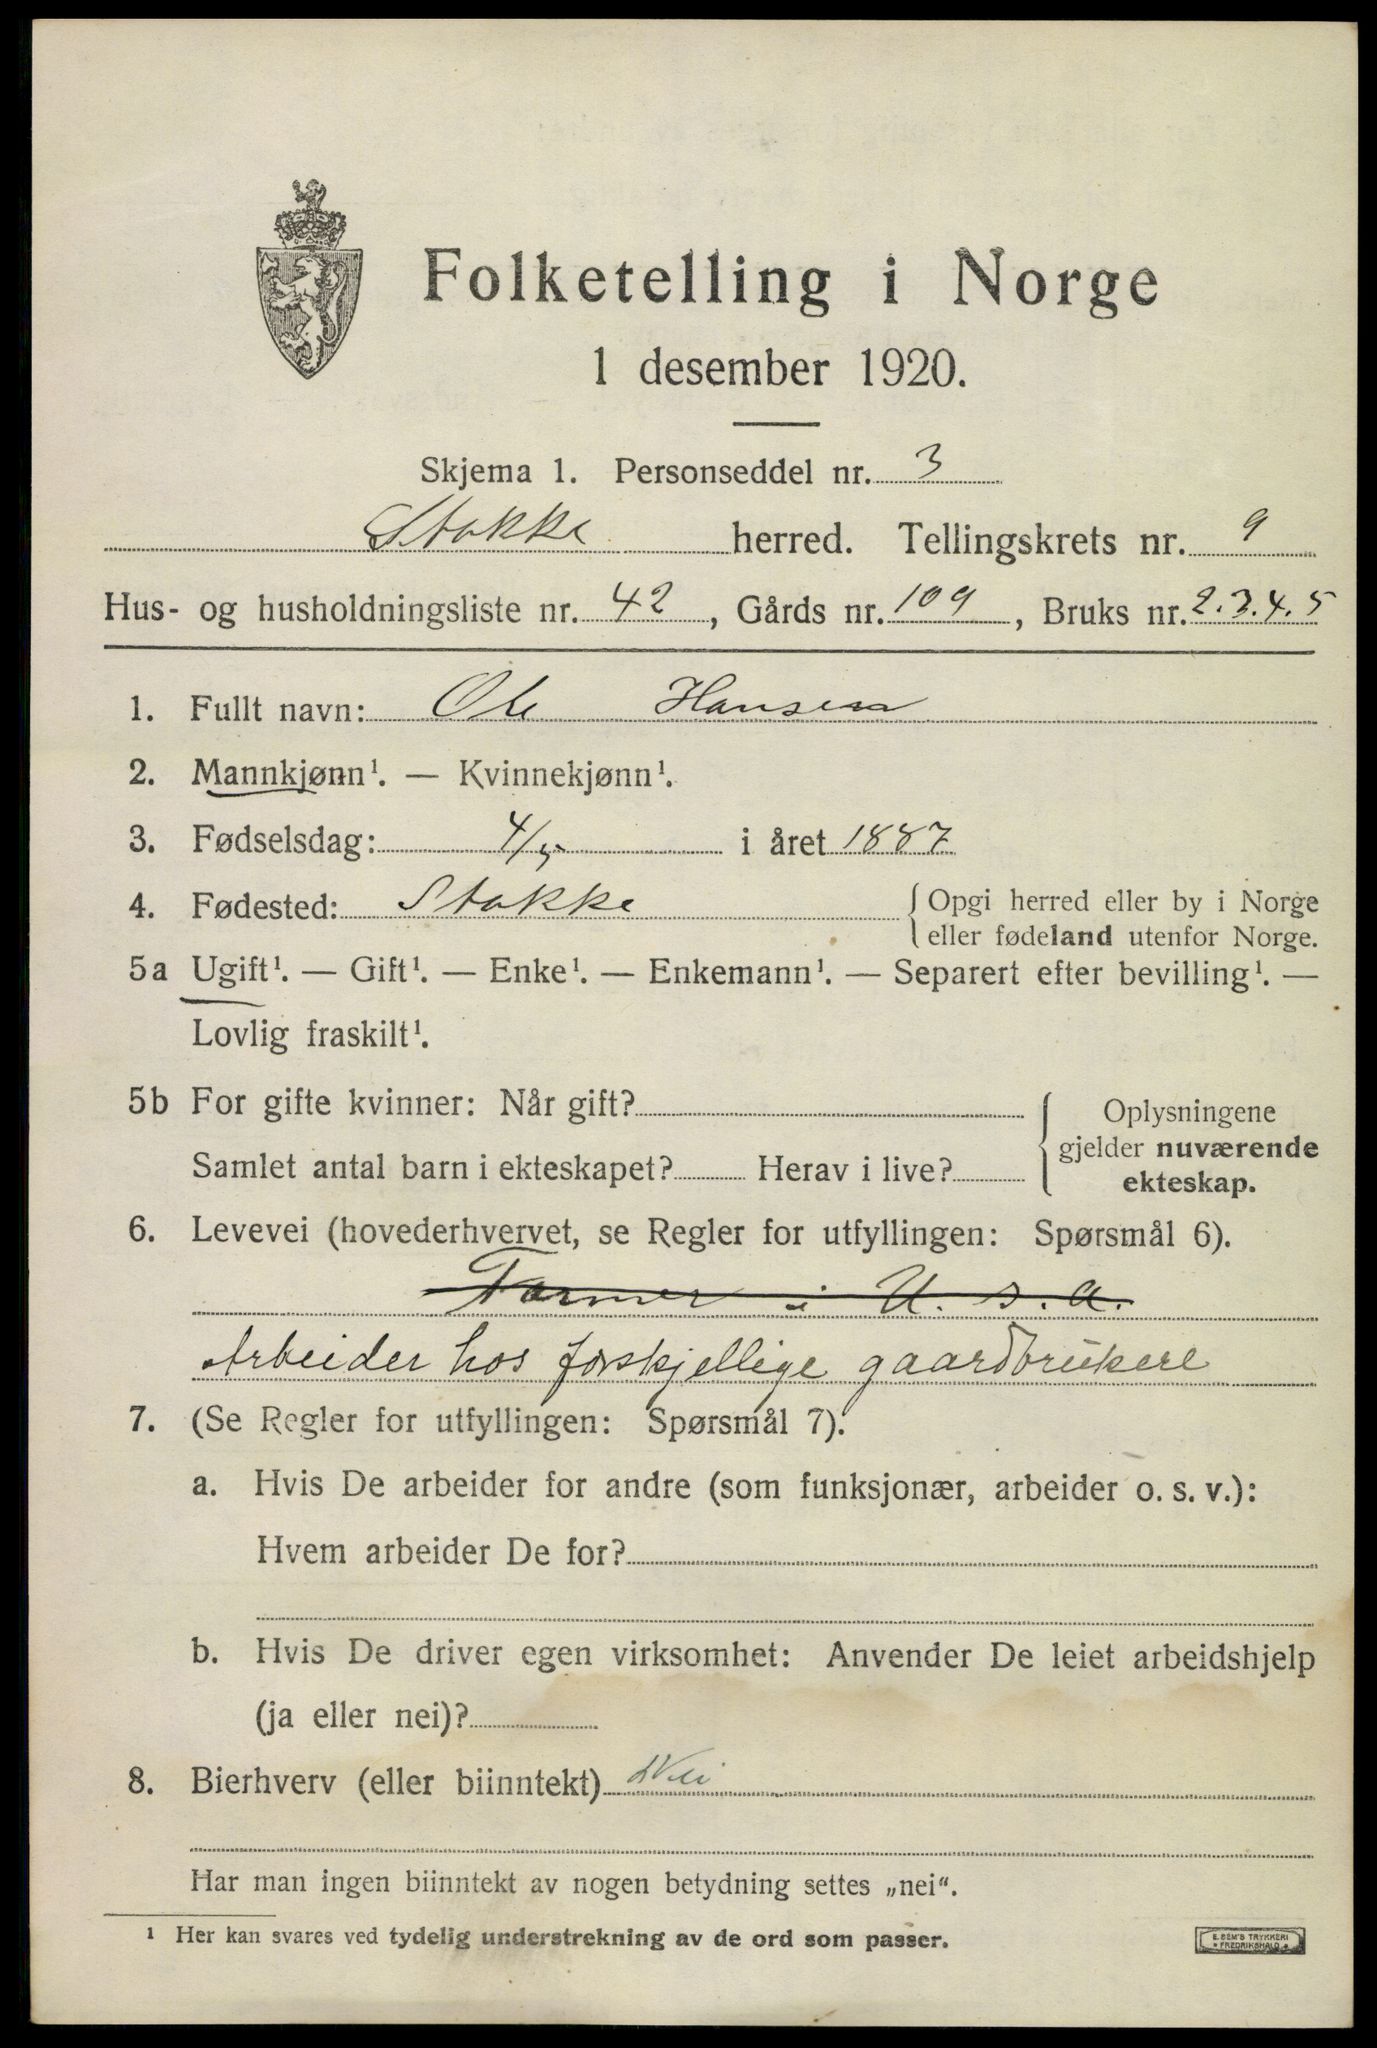 Folketelling i Norge
1 desember 1920.
Skjema 1. Personseddel nr. 3
Stokke herred. Tellingskrets nr. 9
Hus- og husholdningsliste nr. 42, Gårds nr. 109, Bruks nr. 2.3.4.5
1. Fullt navn: Ole Hansen
2. Mannkjønn¹. — Kvinnekjønn¹.
3. Fødselsdag: 4/5 i året 1887
4. Fødested: Stokke { Opgi herred eller by i Norge
eller fødeland utenfor Norge.
5a Ugift¹. — Gift¹. — Enke¹. — Enkemann¹. — Separert efter bevilling¹. —
Lovlig fraskilt¹.
5b For gifte kvinner: Når gift? { Oplysningene
gjelder nuværende
Samlet antal barn i ekteskapet? Herav i live? ekteskap.
6. Levevei (hovederhvervet, se Regler for utfyllingen: Spørsmål 6).
Farmer i U. s. a.
Arbeider hos forskjellige gaardbrukere
7. (Se Regler for utfyllingen: Spørsmål 7).
a. Hvis De arbeider for andre (som funksjonær, arbeider o. s. v.):
Hvem arbeider De for?
b. Hvis De driver egen virksomhet: Anvender De leiet arbeidshjelp
(ja eller nei)?
8. Bierhverv (eller biinntekt) Nei
Har man ingen biinntekt av nogen betydning settes „nei“.
¹ Her kan svares ved tydelig understrekning av de ord som passer.
E. SEM'S TRYKKERI
FREDRIKSHALD